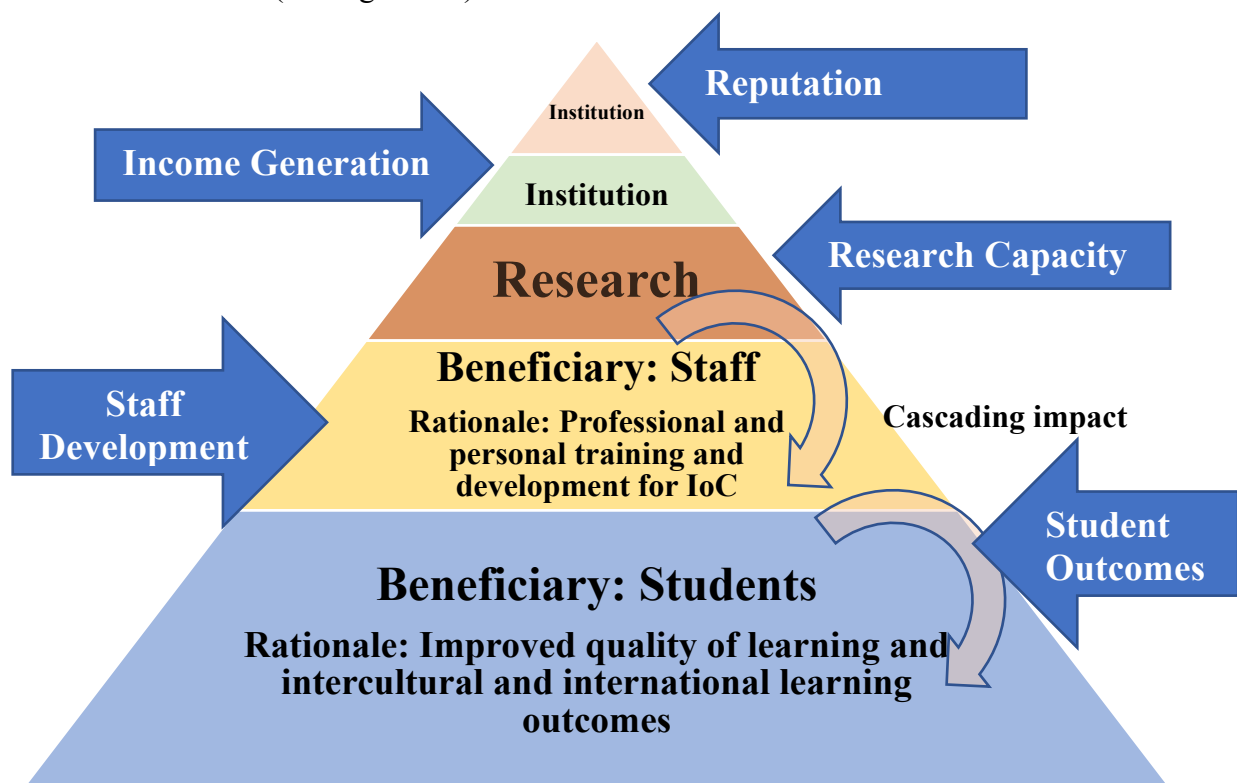 Reputation
Institution
Income Generation
Institution
Research Capacity
Research
Beneficiary: Staff
Rationale: Professional and
personal training and
development for IoC
Staff
Development
Cascading impact
Student
Outcomes
Beneficiary: Students
Rationale: Improved quality of learning and
intercultural and international learning
outcomes